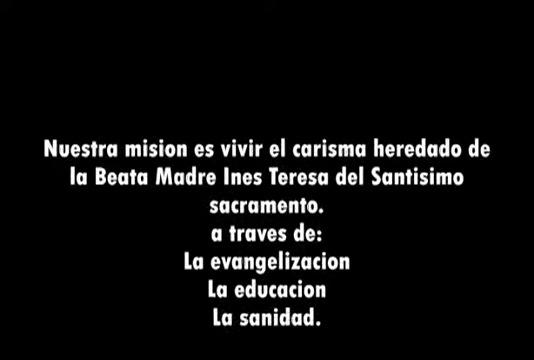 Nuestra mision es vivir el carisma heredado de
la Beata Madre Ines Teresa del Santisimo
sacramento.
a traves de:
La evangelizacion
La educacion
La sanidad.